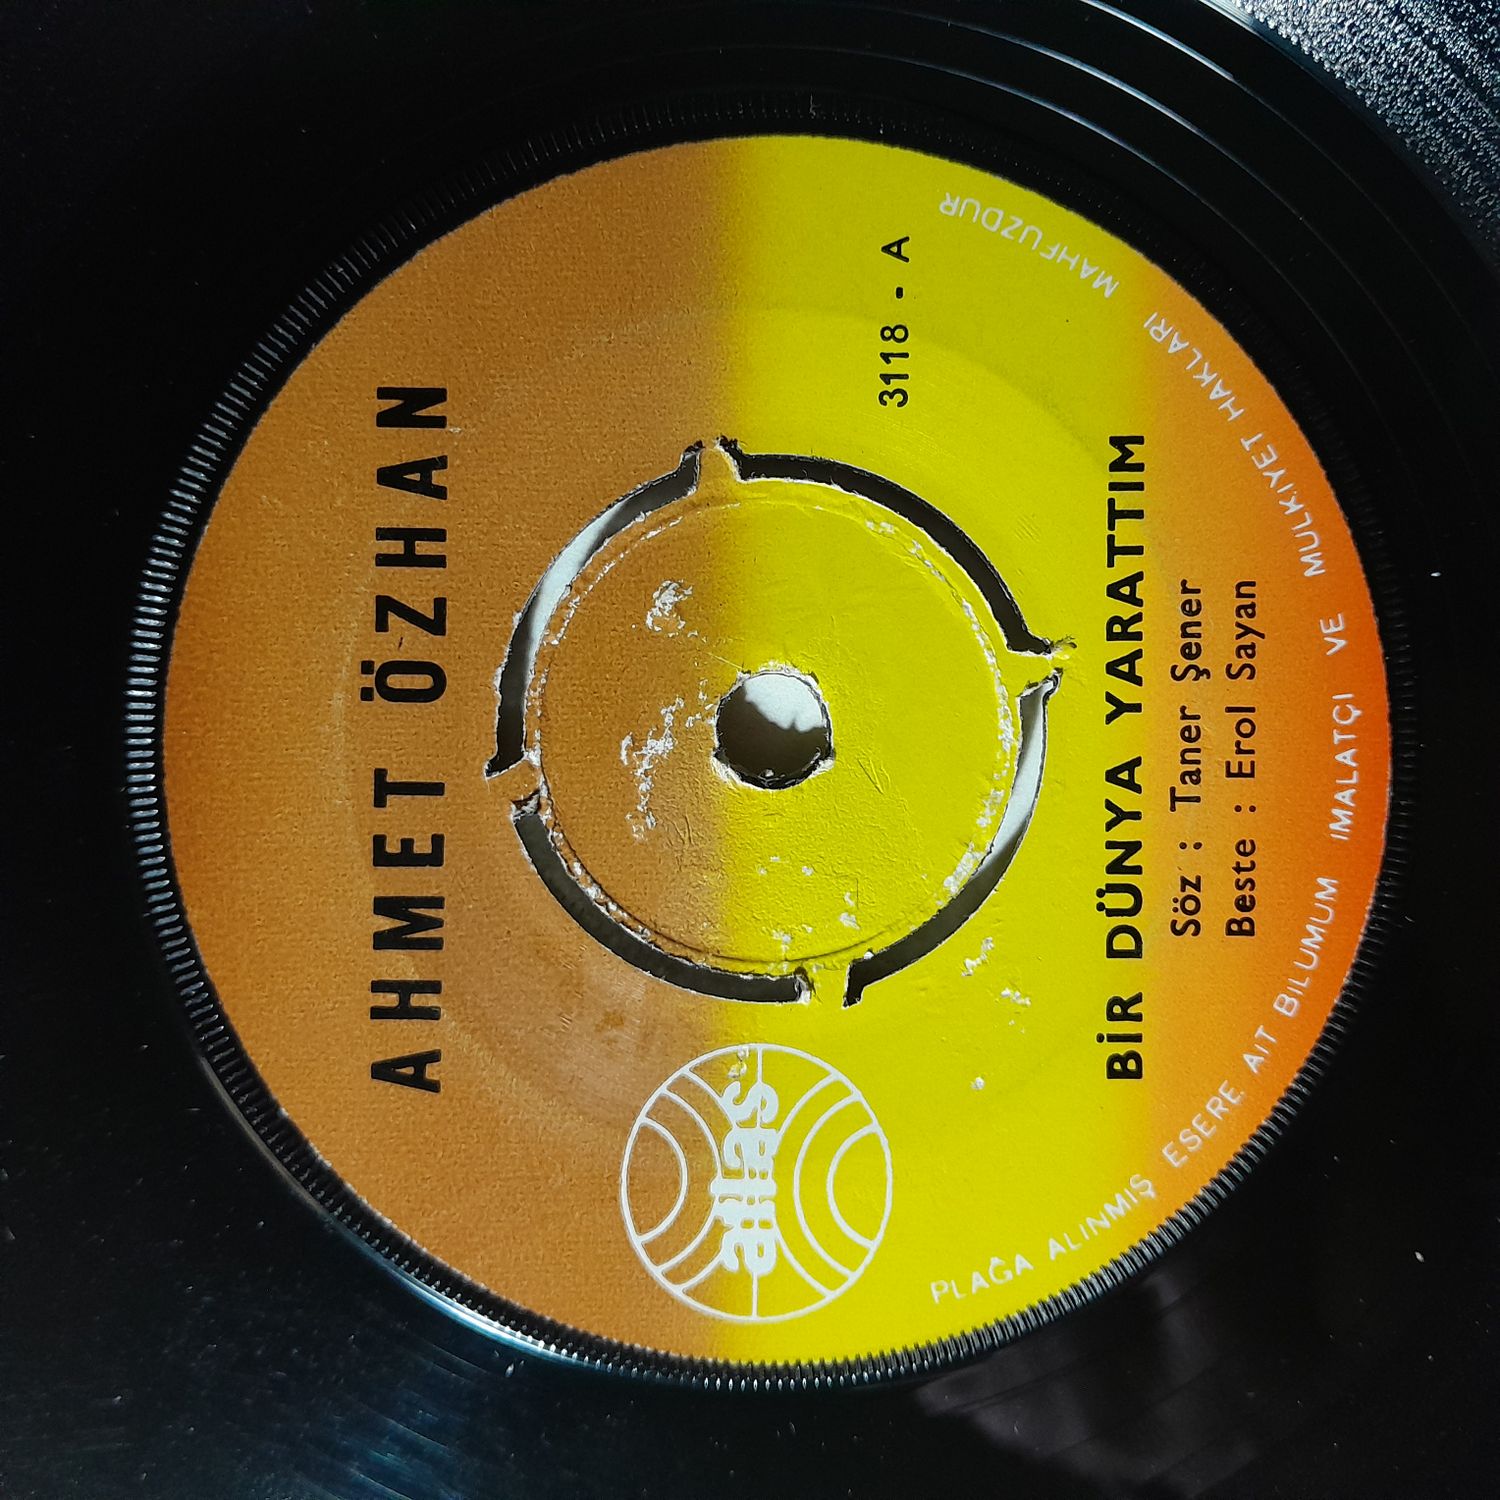 AHMET ÖZHAN
3118 - A
BİR DÜNYA YARATTIM
Söz : Taner Şener
Beste : Erol Sayan
PLAĞA ALINMIŞ ESERE AIT BILUMUM IMALATÇI VE MULKIYET HAKLARI MAHFUZDUR